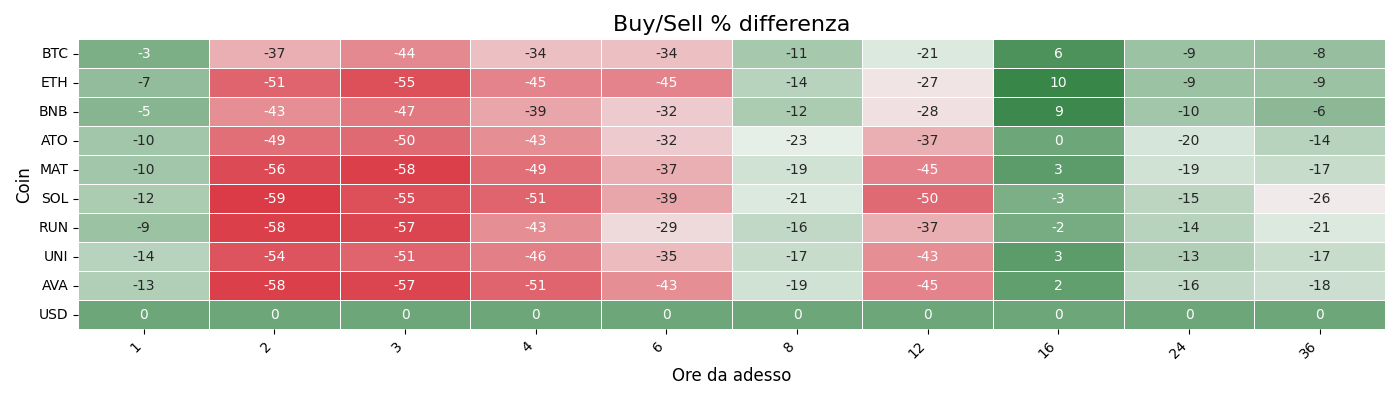 Buy/Sell % differenza
Coin
BTC -3 -37 -44 -34 -34 -11 -21 6 -9 -8
ETH -7 -51 -55 -45 -45 -14 -27 10 -9 -9
BNB -5 -43 -47 -39 -32 -12 -28 9 -10 -6
ATO -10 -49 -50 -43 -32 -23 -37 0 -20 -14
MAT -10 -56 -58 -49 -37 -19 -45 3 -19 -17
SOL -12 -59 -55 -51 -39 -21 -50 -3 -15 -26
RUN -9 -58 -57 -43 -29 -16 -37 -2 -14 -21
UNI -14 -54 -51 -46 -35 -17 -43 3 -13 -17
AVA -13 -58 -57 -51 -43 -19 -45 2 -16 -18
USD 0 0 0 0 0 0 0 0 0 0
1 2 3 4 6 8 12 16 24 36
Ore da adesso